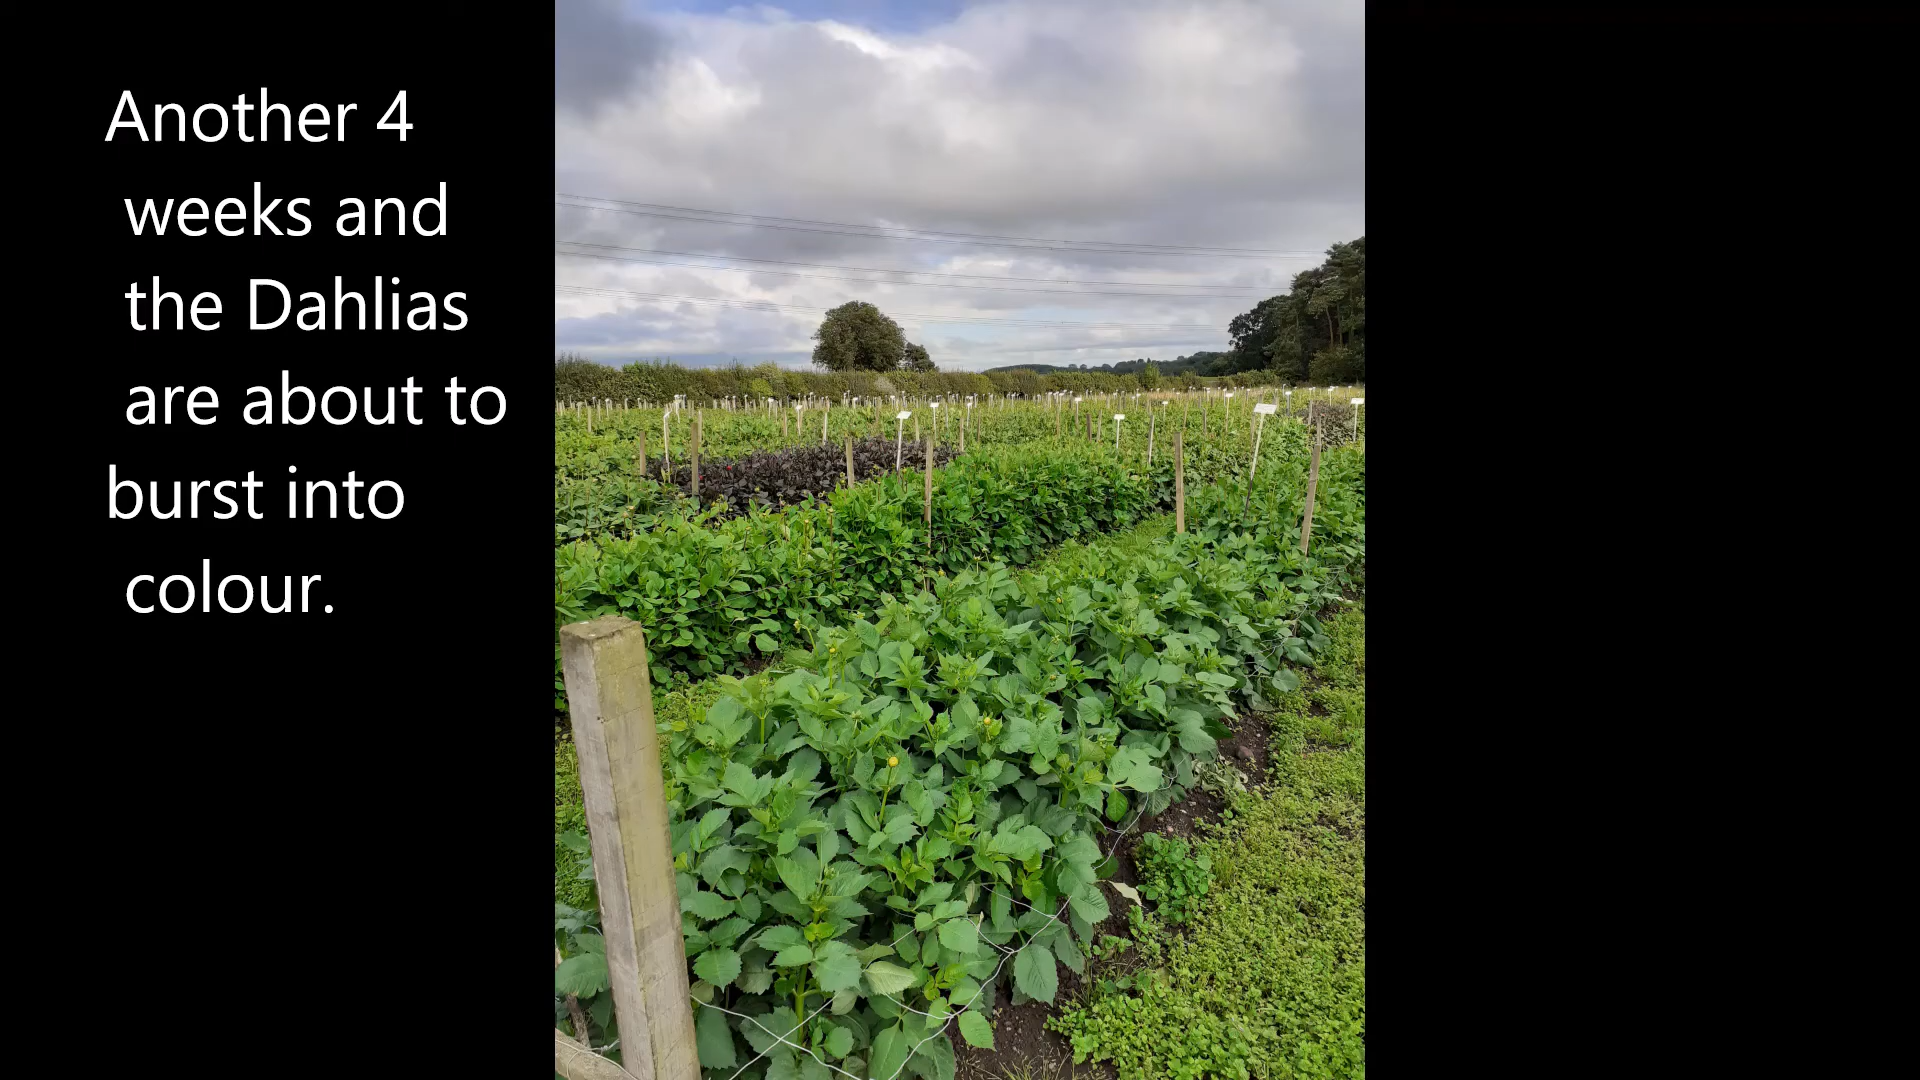 Another 4
weeks and
the Dahlias
are about to
burst into
colour.